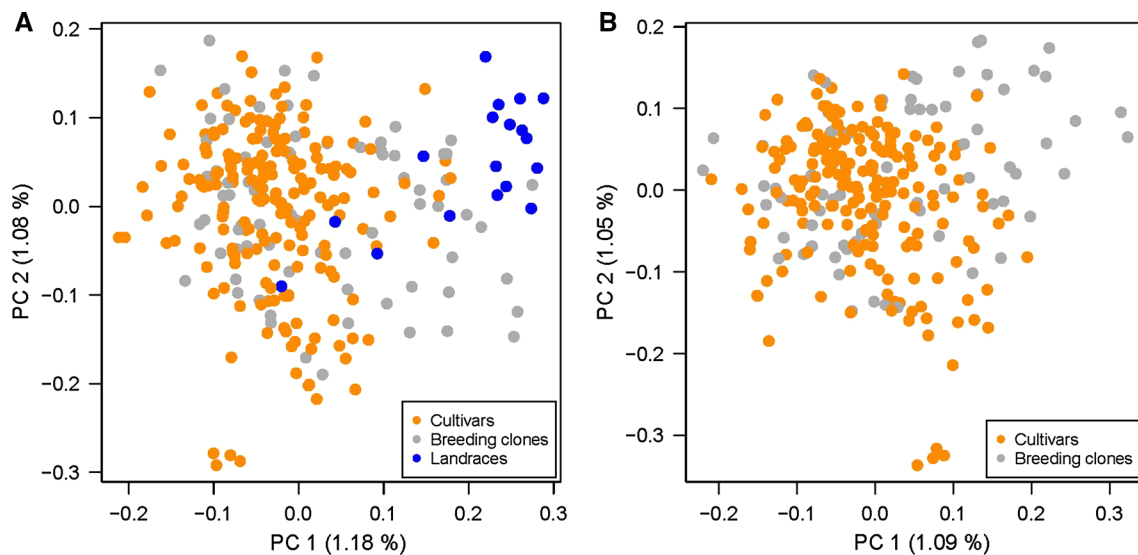 A
0.2
0.1
0.0
−0.1
−0.2
−0.3
PC 2 (1.08 %)
−0.2
−0.1
0.0
0.1
0.2
0.3
PC 1 (1.18 %)
Cultivars
Breeding clones
Landraces
B
0.2
0.1
0.0
−0.1
−0.2
−0.3
PC 2 (1.05 %)
−0.2
−0.1
0.0
0.1
0.2
0.3
PC 1 (1.09 %)
Cultivars
Breeding clones